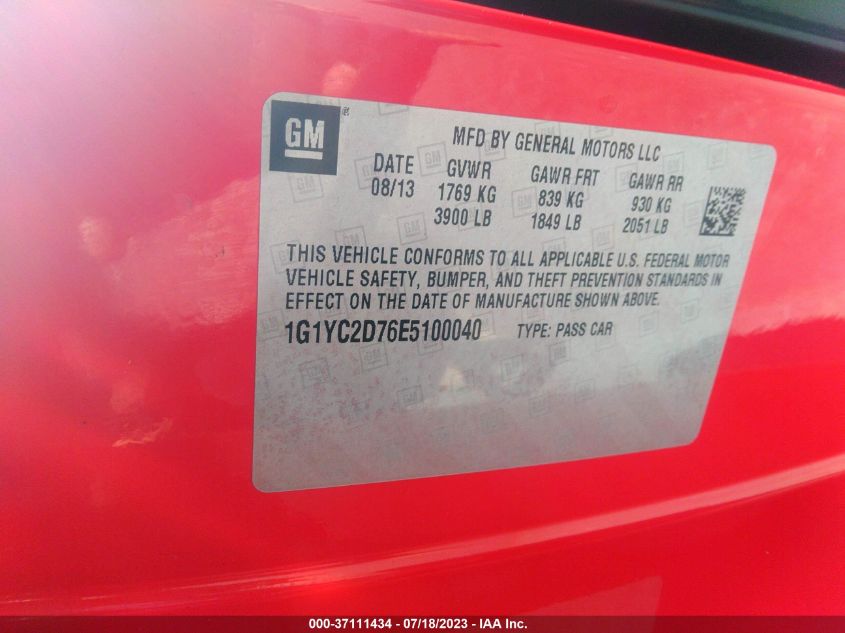 GM
®
MFD BY GENERAL MOTORS LLC
DATE GVWR GAWR FRT GAWR RR
08/13 1769 KG 839 KG 930 KG
3900 LB 1849 LB 2051 LB
THIS VEHICLE CONFORMS TO ALL APPLICABLE U.S. FEDERAL MOTOR
VEHICLE SAFETY, BUMPER, AND THEFT PREVENTION STANDARDS IN
EFFECT ON THE DATE OF MANUFACTURE SHOWN ABOVE.
1G1YC2D76E5100040 TYPE: PASS CAR
000-37111434 - 07/18/2023 - IAA Inc.